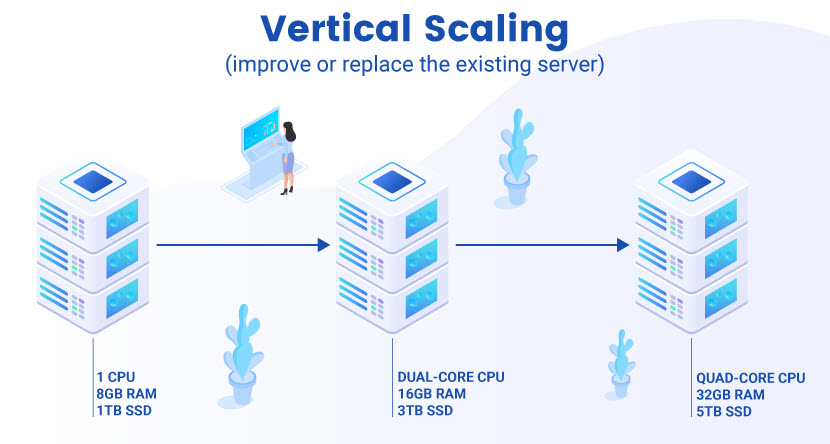 Vertical Scaling
(improve or replace the existing server)
1 CPU
8GB RAM
1TB SSD
DUAL-CORE CPU
16GB RAM
3TB SSD
QUAD-CORE CPU
32GB RAM
5TB SSD